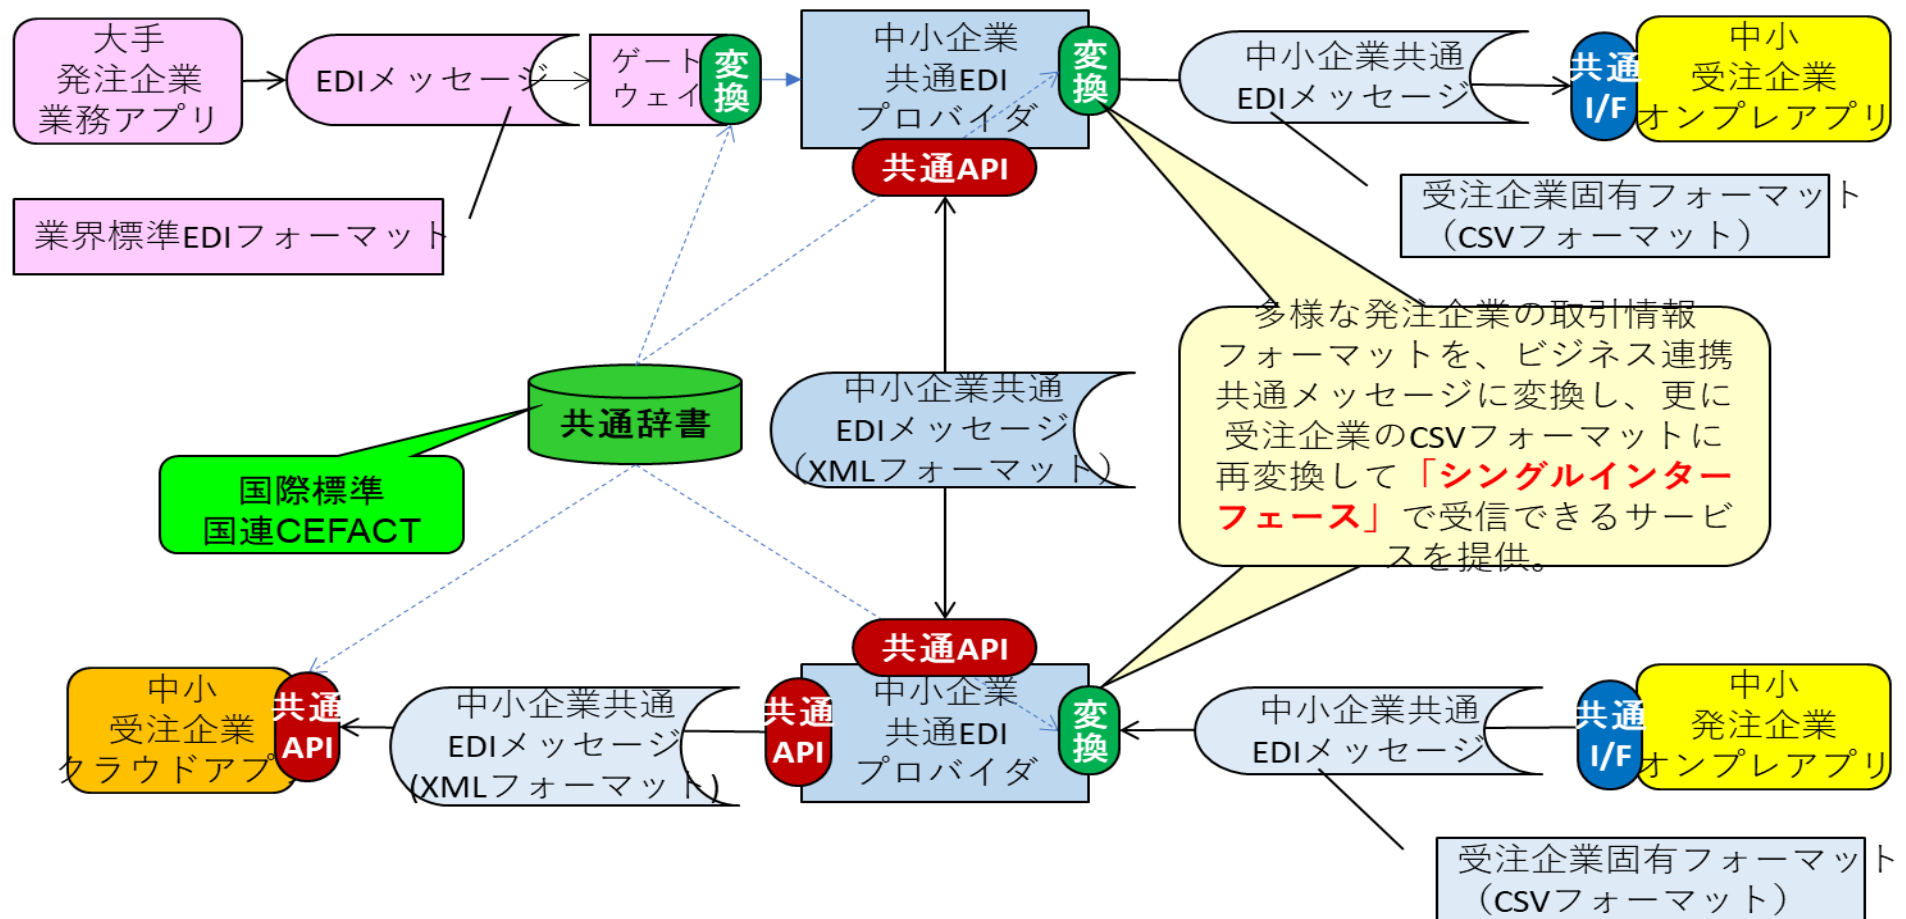 大手
発注企業
業務アプリ
EDIメッセージ
ゲート
ウェイ
変
換
中小企業
共通EDI
プロバイダ
変
換
中小企業共通
EDIメッセージ
共通
I/F
中小
受注企業
オンプレアプリ
共通API
業界標準EDIフォーマット
受注企業固有フォーマット
（CSVフォーマット）
多様な発注企業の取引情報
フォーマットを、ビジネス連携
共通メッセージに変換し、更に
受注企業のCSVフォーマットに
再変換して「シングルインター
フェース」で受信できるサービ
スを提供。
中小企業共通
EDIメッセージ
（XMLフォーマット）
共通辞書
国際標準
国連CEFACT
共通API
中小
受注企業
クラウドアプ
共通
API
中小企業共通
EDIメッセージ
(XMLフォーマット)
共通
API
中小企業
共通EDI
プロバイダ
変
換
中小企業共通
EDIメッセージ
共通
I/F
中小
発注企業
オンプレアプリ
受注企業固有フォーマット
（CSVフォーマット）